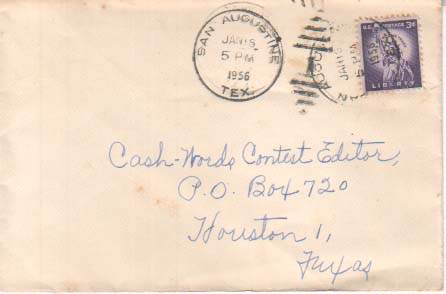 SAN AUGUSTINE
JAN 9
5 PM
1956
TEX.
U.S. POSTAGE 3¢
LIBERTY
Cash-Words Contest Editor,
P.O. Box 720
Houston 1,
Texas